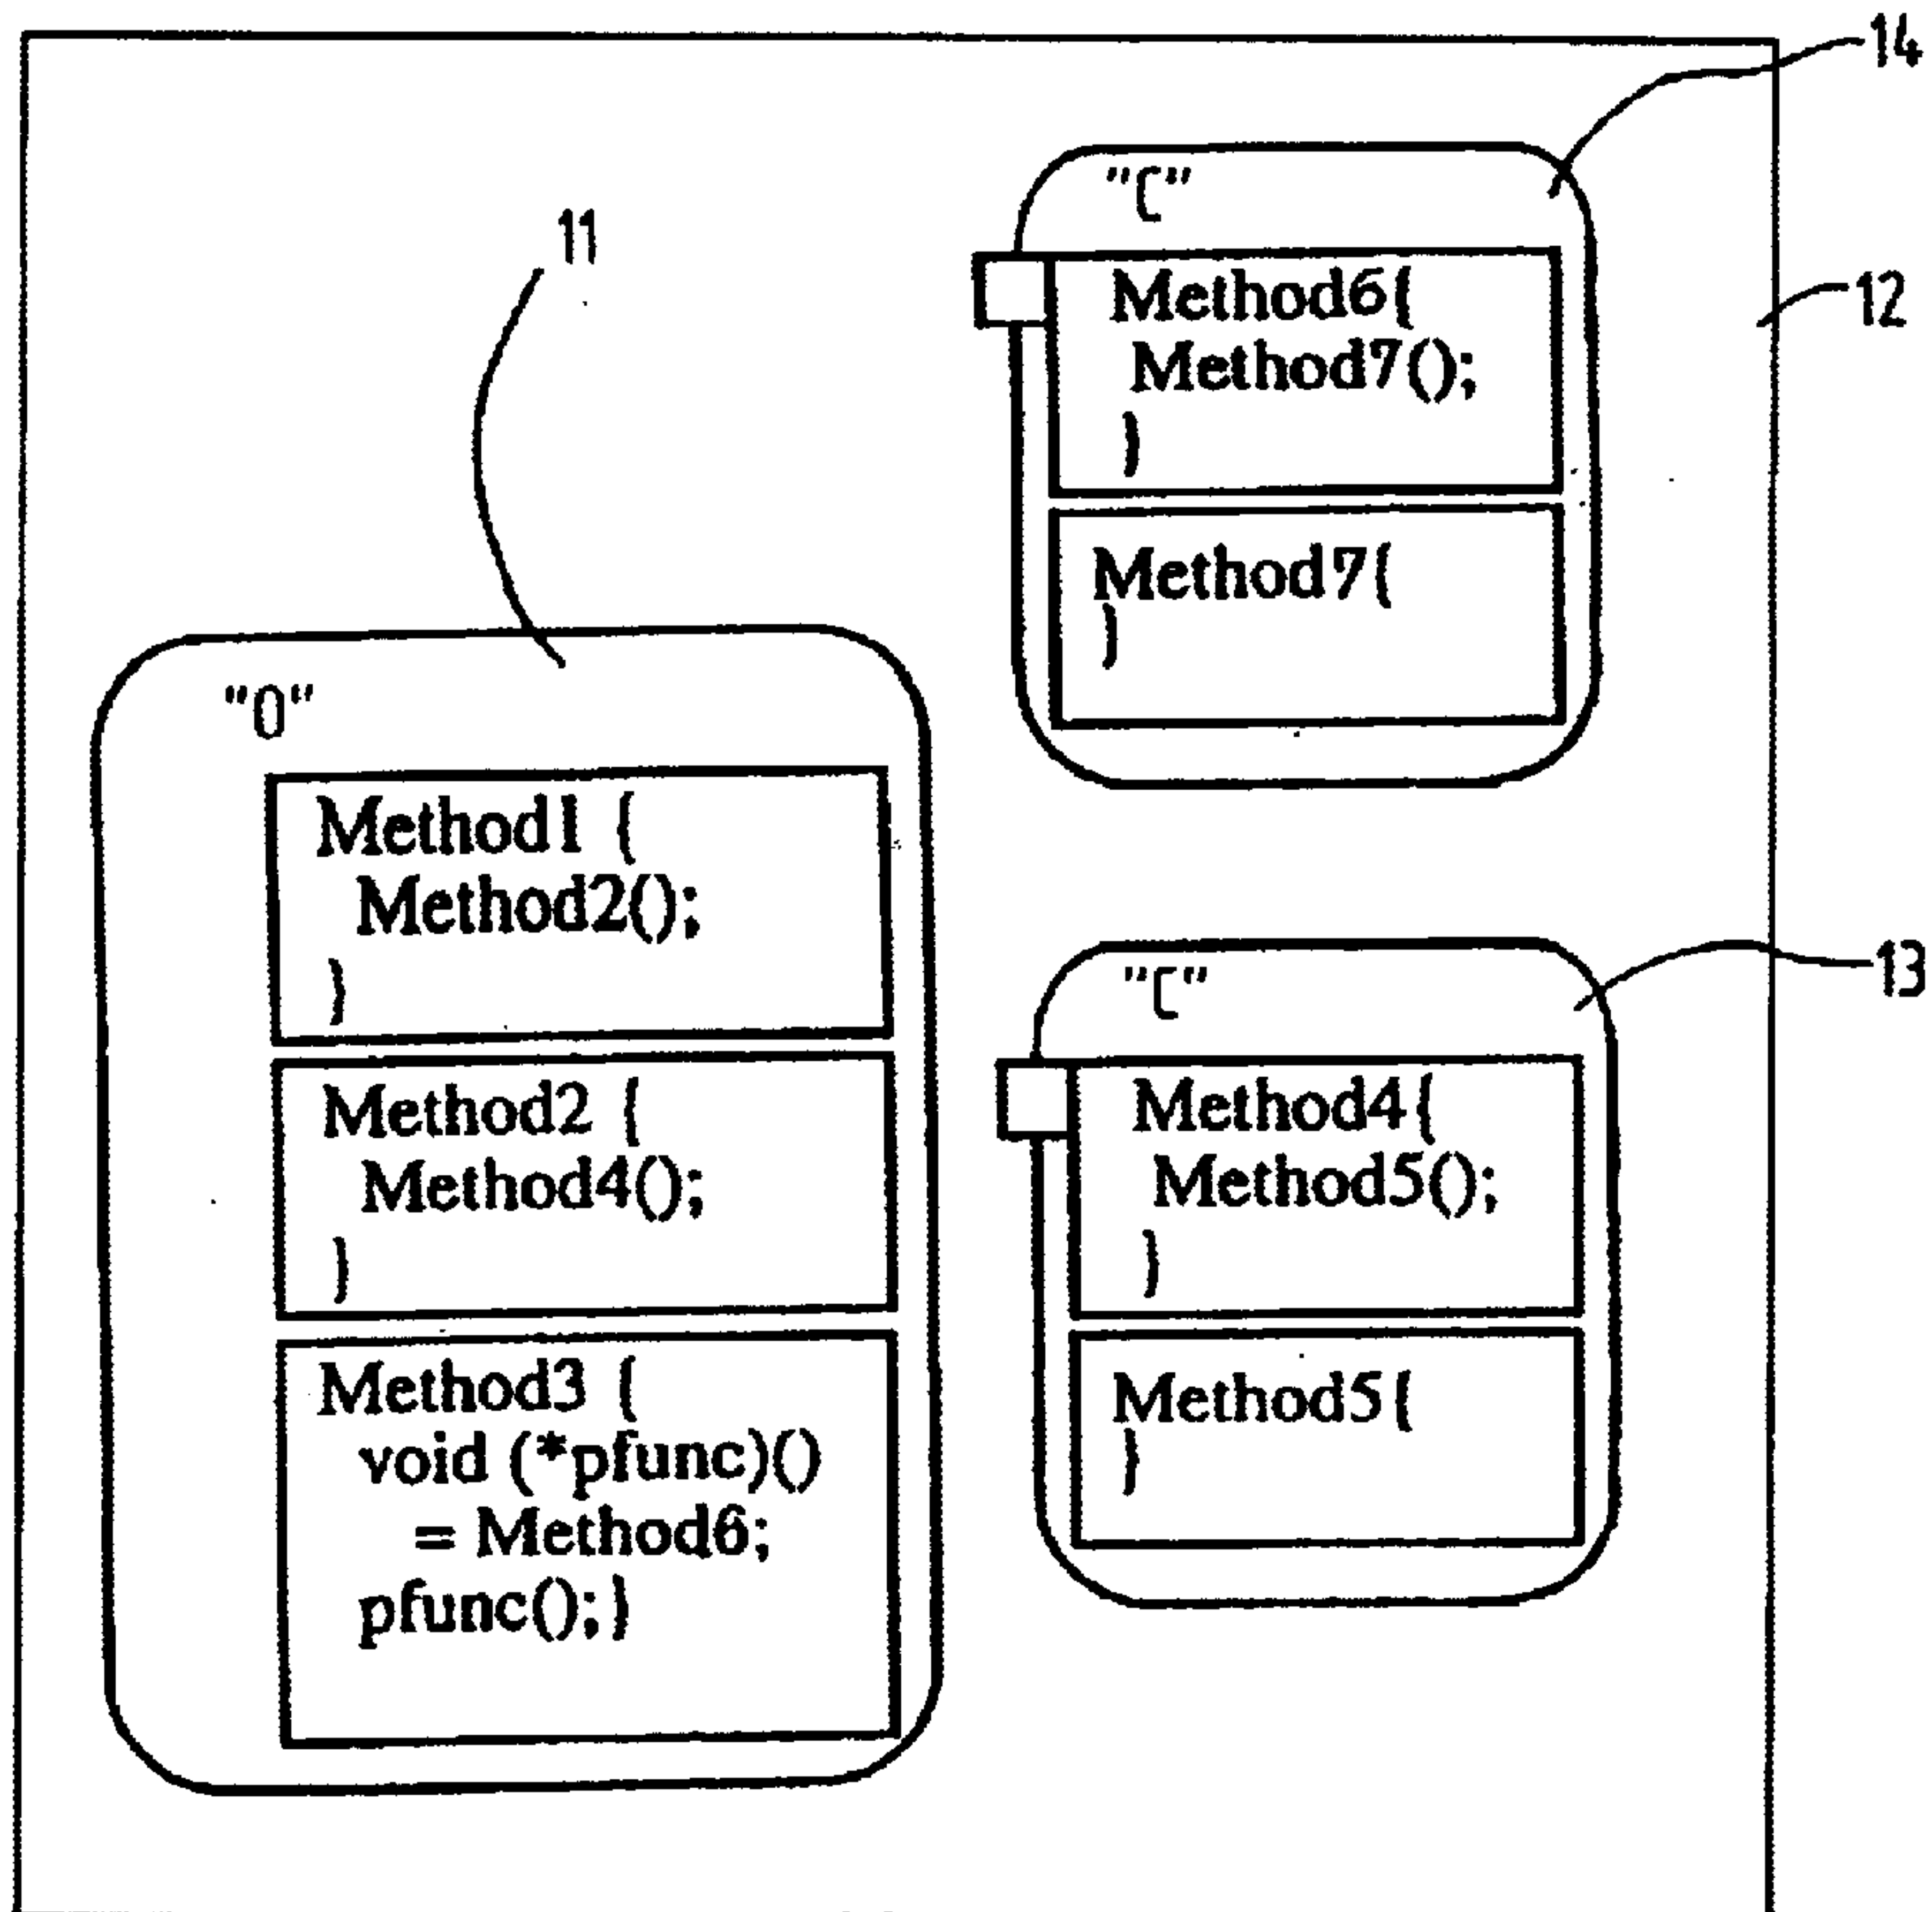 14
"C"
Method6{
Method7();
}
Method7{
}
12
11
"O"
Method1 {
Method2();
}
Method2 {
Method4();
}
Method3 {
void (*pfunc)()
= Method6;
pfunc();}
13
"C"
Method4{
Method5();
}
Method5{
}